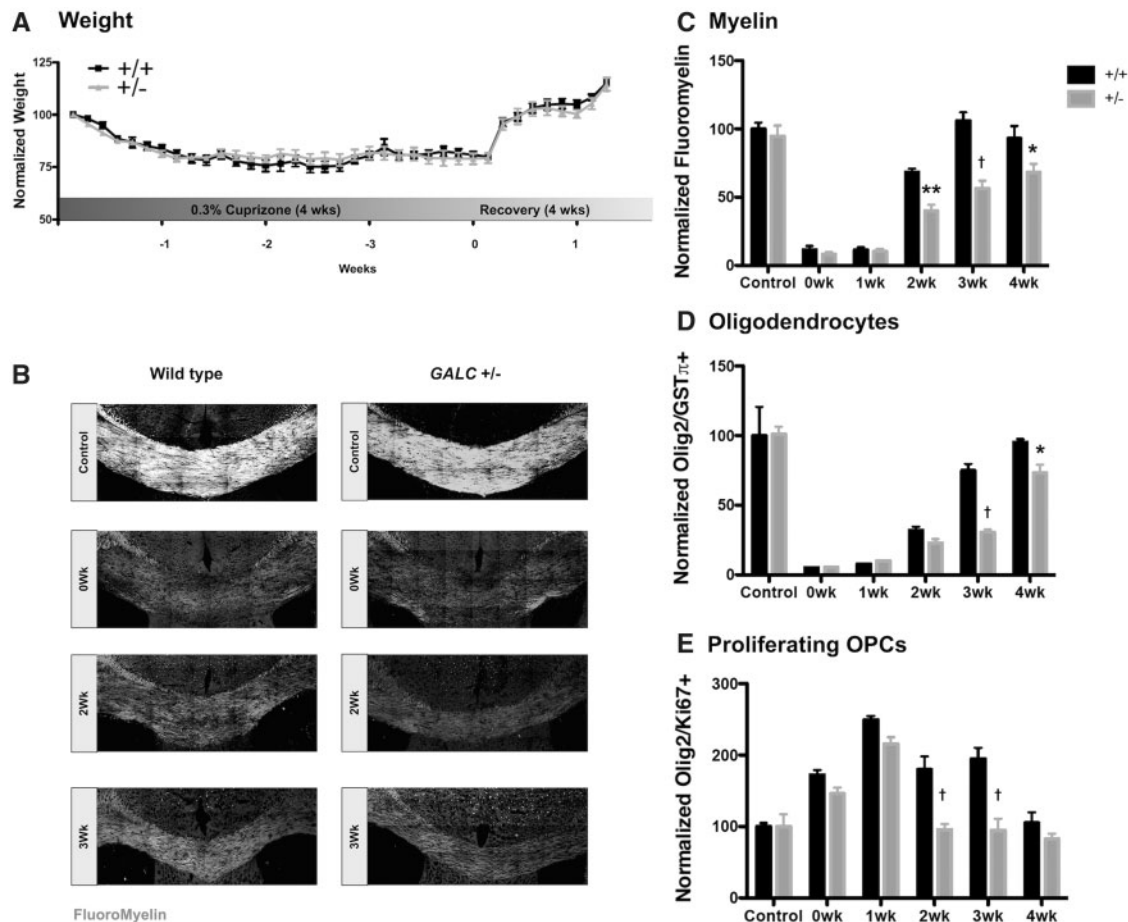 A Weight
Normalized Weight
125
100
75
50
+/+
+/-
0.3% Cuprizone (4 wks)
Recovery (4 wks)
-1
-2
-3
0
1
Weeks
B
Wild type
GALC +/-
Control
Control
0Wk
0Wk
2Wk
2Wk
3Wk
3Wk
FluoroMyelin
C Myelin
Normalized Fluoromyelin
150
100
50
0
**
†
*
Control 0wk 1wk 2wk 3wk 4wk
+/+
+/-
D Oligodendrocytes
Normalized Olig2/GSTπ+
150
100
50
0
†
*
Control 0wk 1wk 2wk 3wk 4wk
E Proliferating OPCs
Normalized Olig2/Ki67+
300
200
100
0
†
†
Control 0wk 1wk 2wk 3wk 4wk